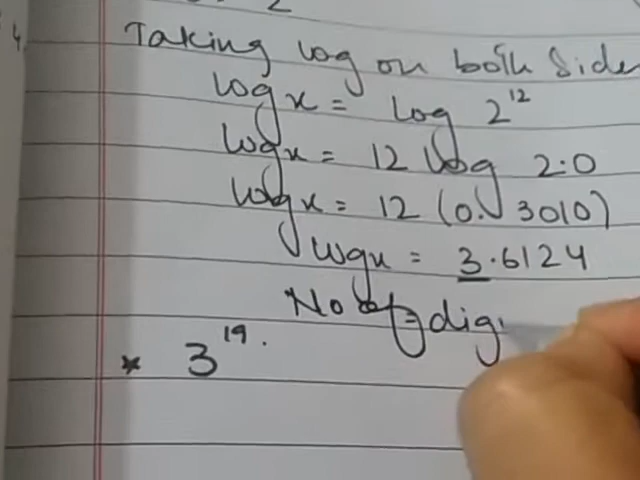 Taking log on both side
log x = log 2^12
log x = 12 log 2.0
log x = 12 (0. 3010)
log x = 3.6124
No of digi
* 3^19.